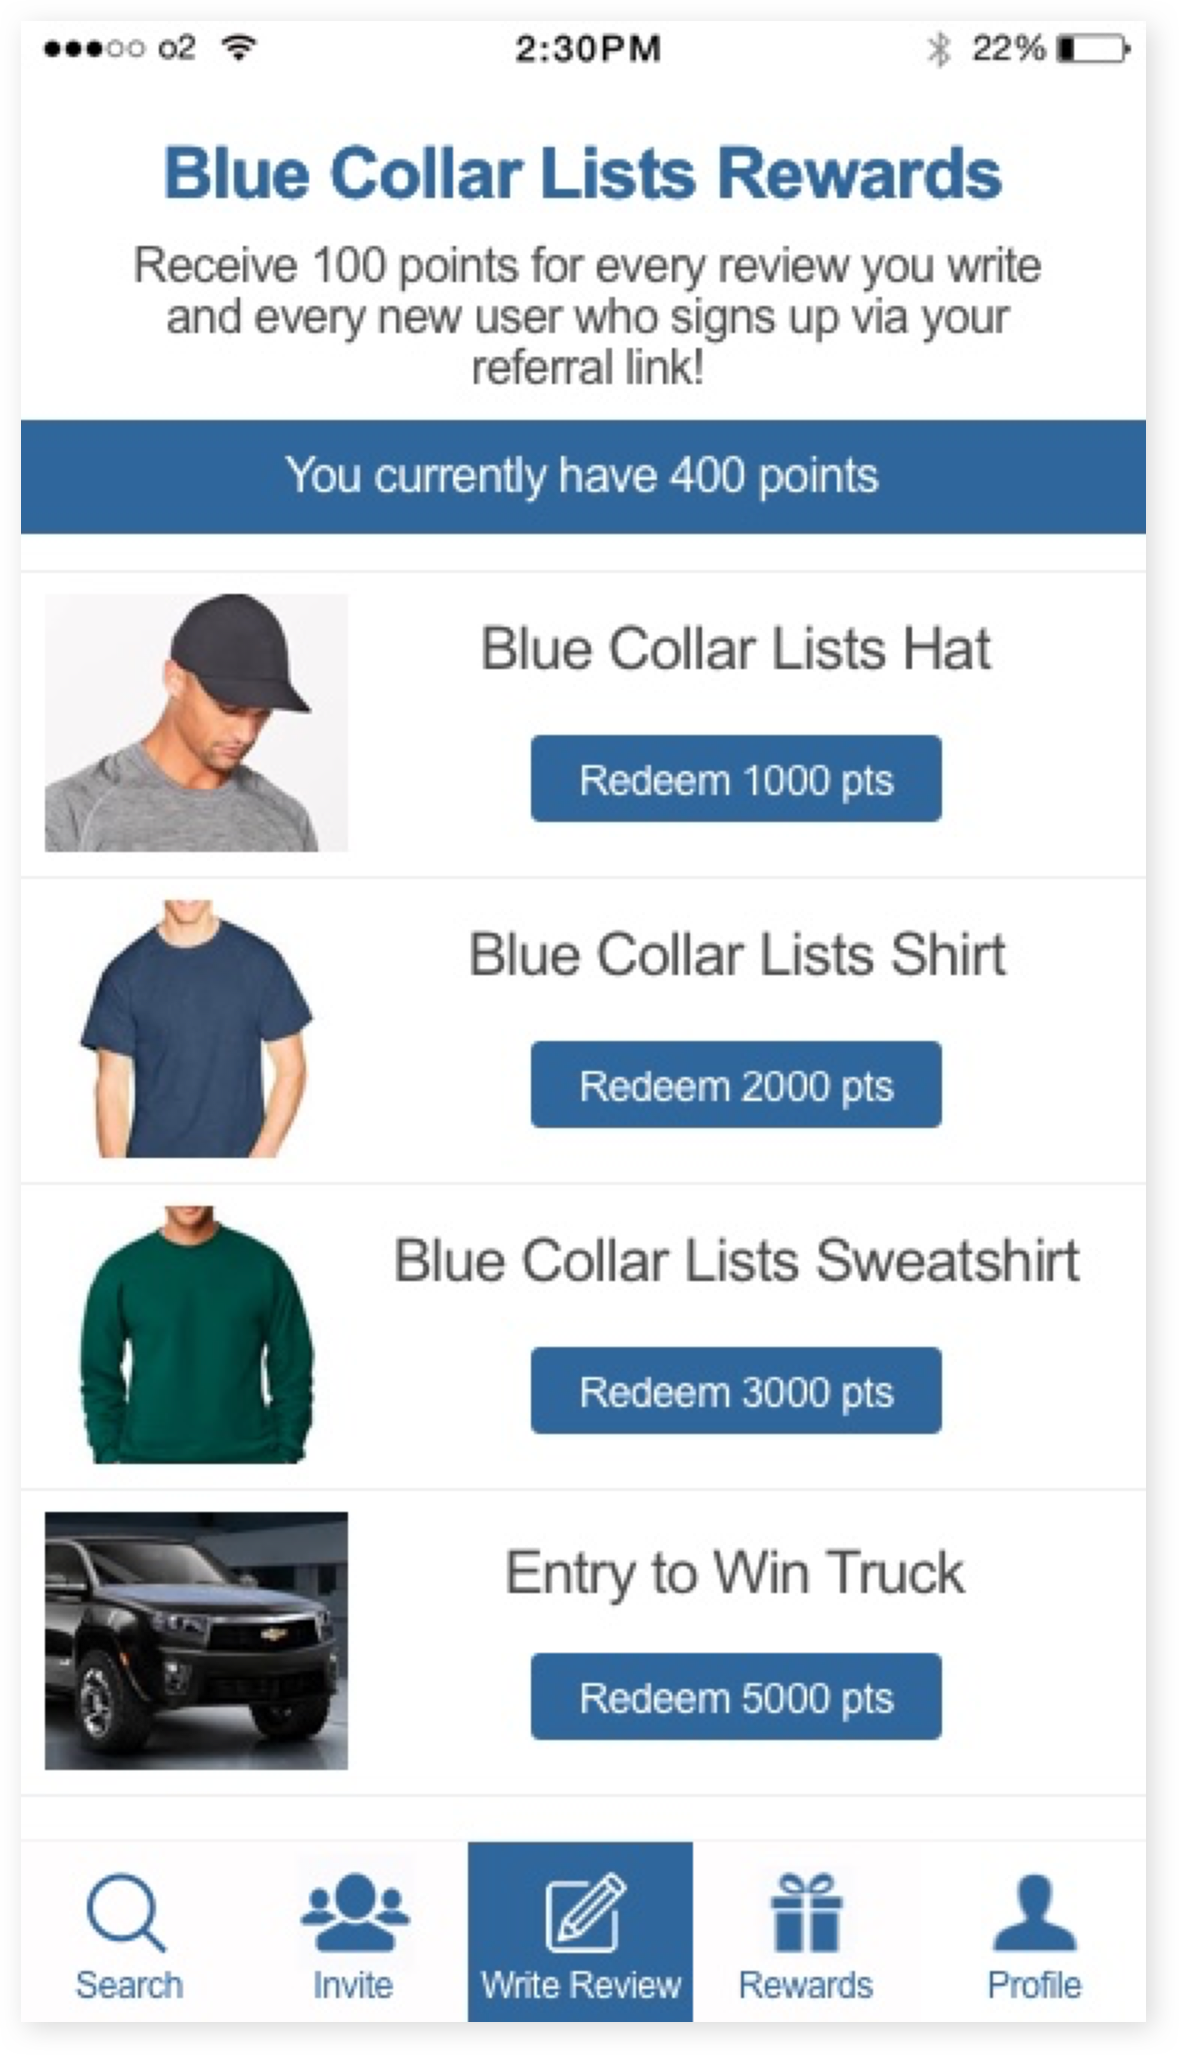 o2 2:30PM 22%
Blue Collar Lists Rewards
Receive 100 points for every review you write
and every new user who signs up via your
referral link!
You currently have 400 points
Blue Collar Lists Hat
Redeem 1000 pts
Blue Collar Lists Shirt
Redeem 2000 pts
Blue Collar Lists Sweatshirt
Redeem 3000 pts
Entry to Win Truck
Redeem 5000 pts
Search Invite Write Review Rewards Profile